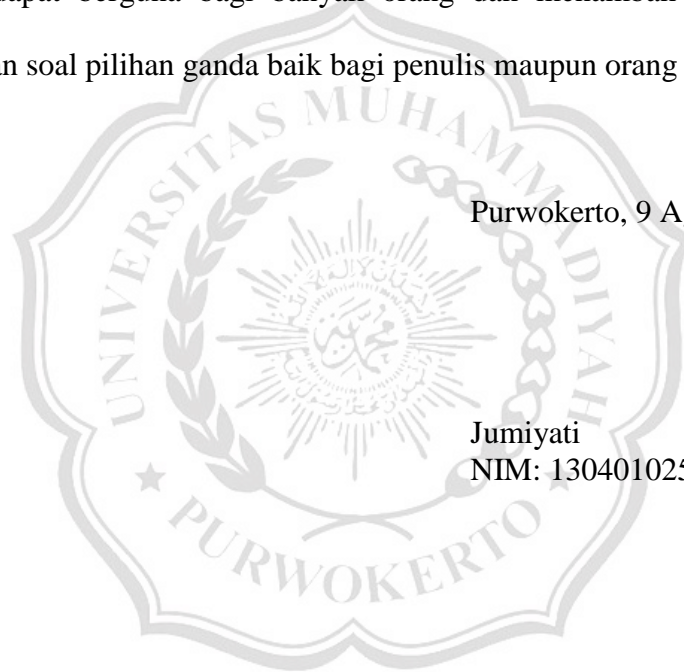 dapat berguna bagi banyak orang dan menambah
an soal pilihan ganda baik bagi penulis maupun orang
UNIVERSITAS MUHAMMADIYAH
Purwokerto, 9 A
Jumiyati
NIM: 130401025
PURWOKERTO